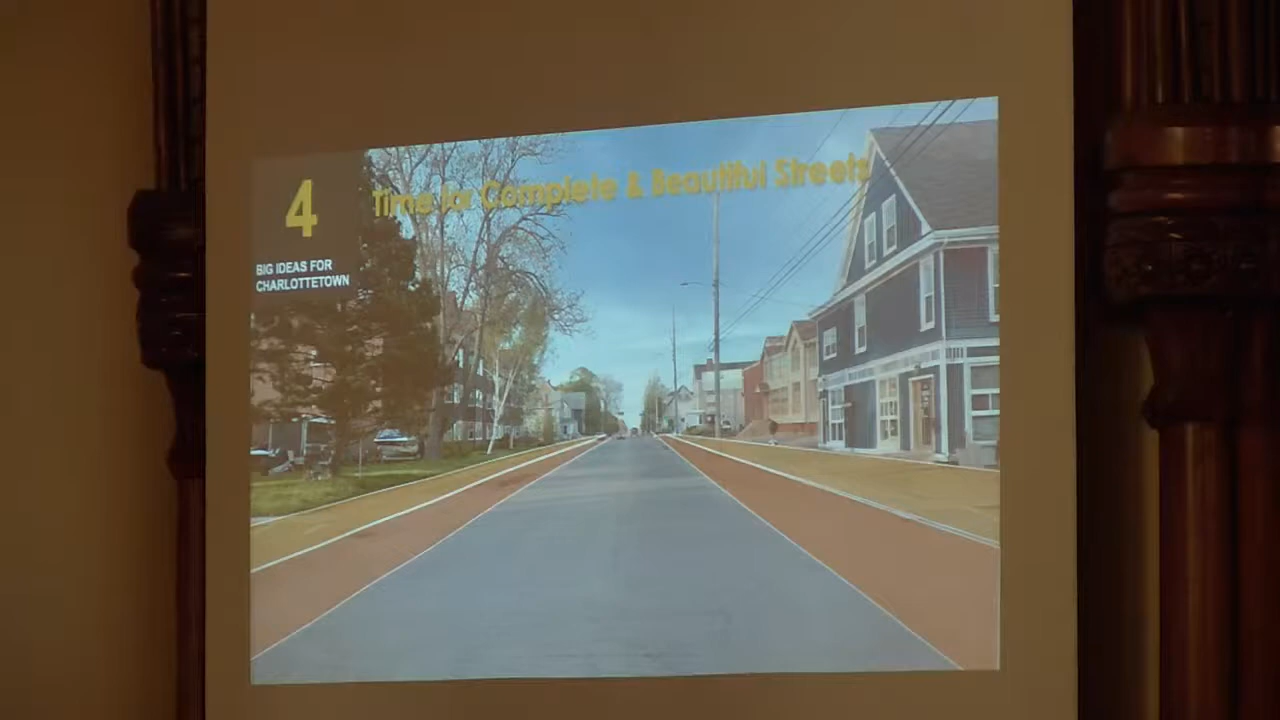 4
Time for Complete & Beautiful Streets
BIG IDEAS FOR
CHARLOTTETOWN